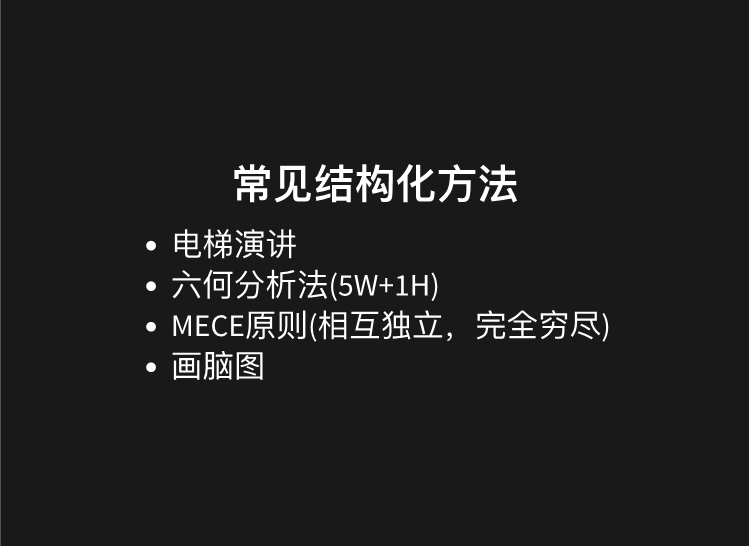 常见结构化方法
• 电梯演讲
• 六何分析法(5W+1H)
• MECE原则(相互独立，完全穷尽)
• 画脑图